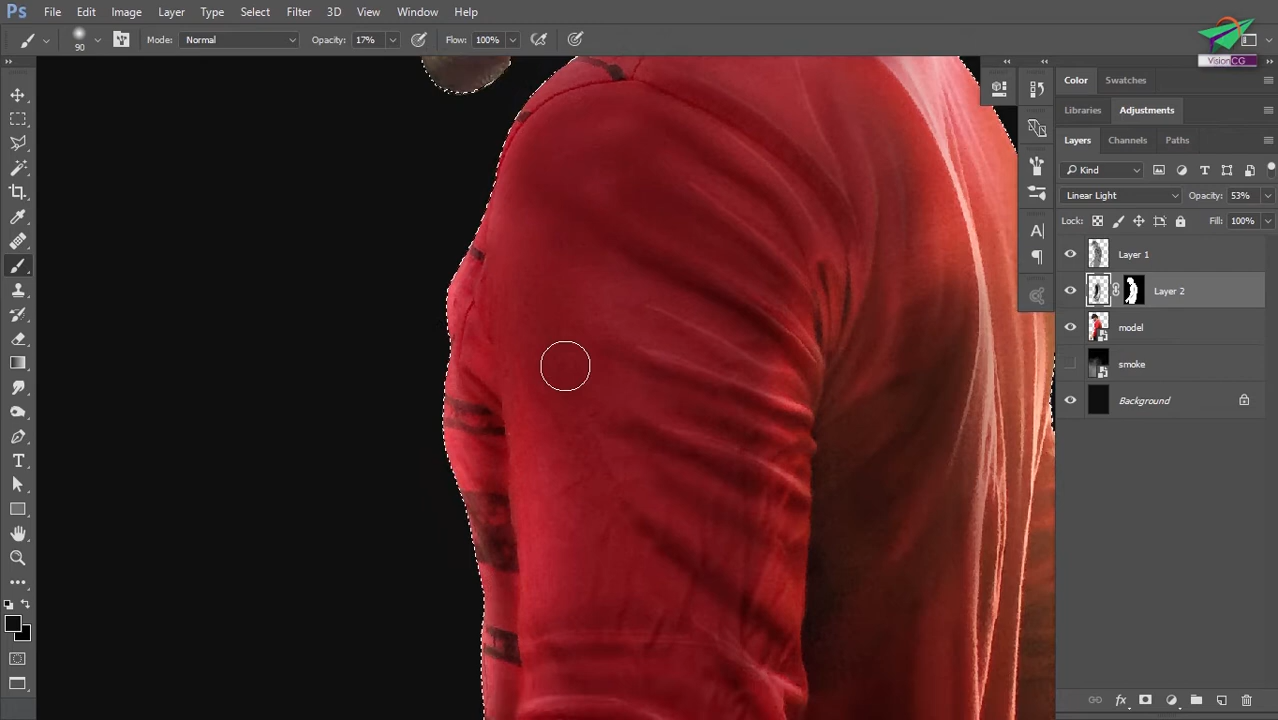 Ps File Edit Image Layer Type Select Filter 3D View Window Help
90 Mode: Normal Opacity: 17% Flow: 100%
VisionCG
Color Swatches
Libraries Adjustments
Layers Channels Paths
Kind
Linear Light Opacity: 53%
Lock: Fill: 100%
Layer 1
Layer 2
model
smoke
Background